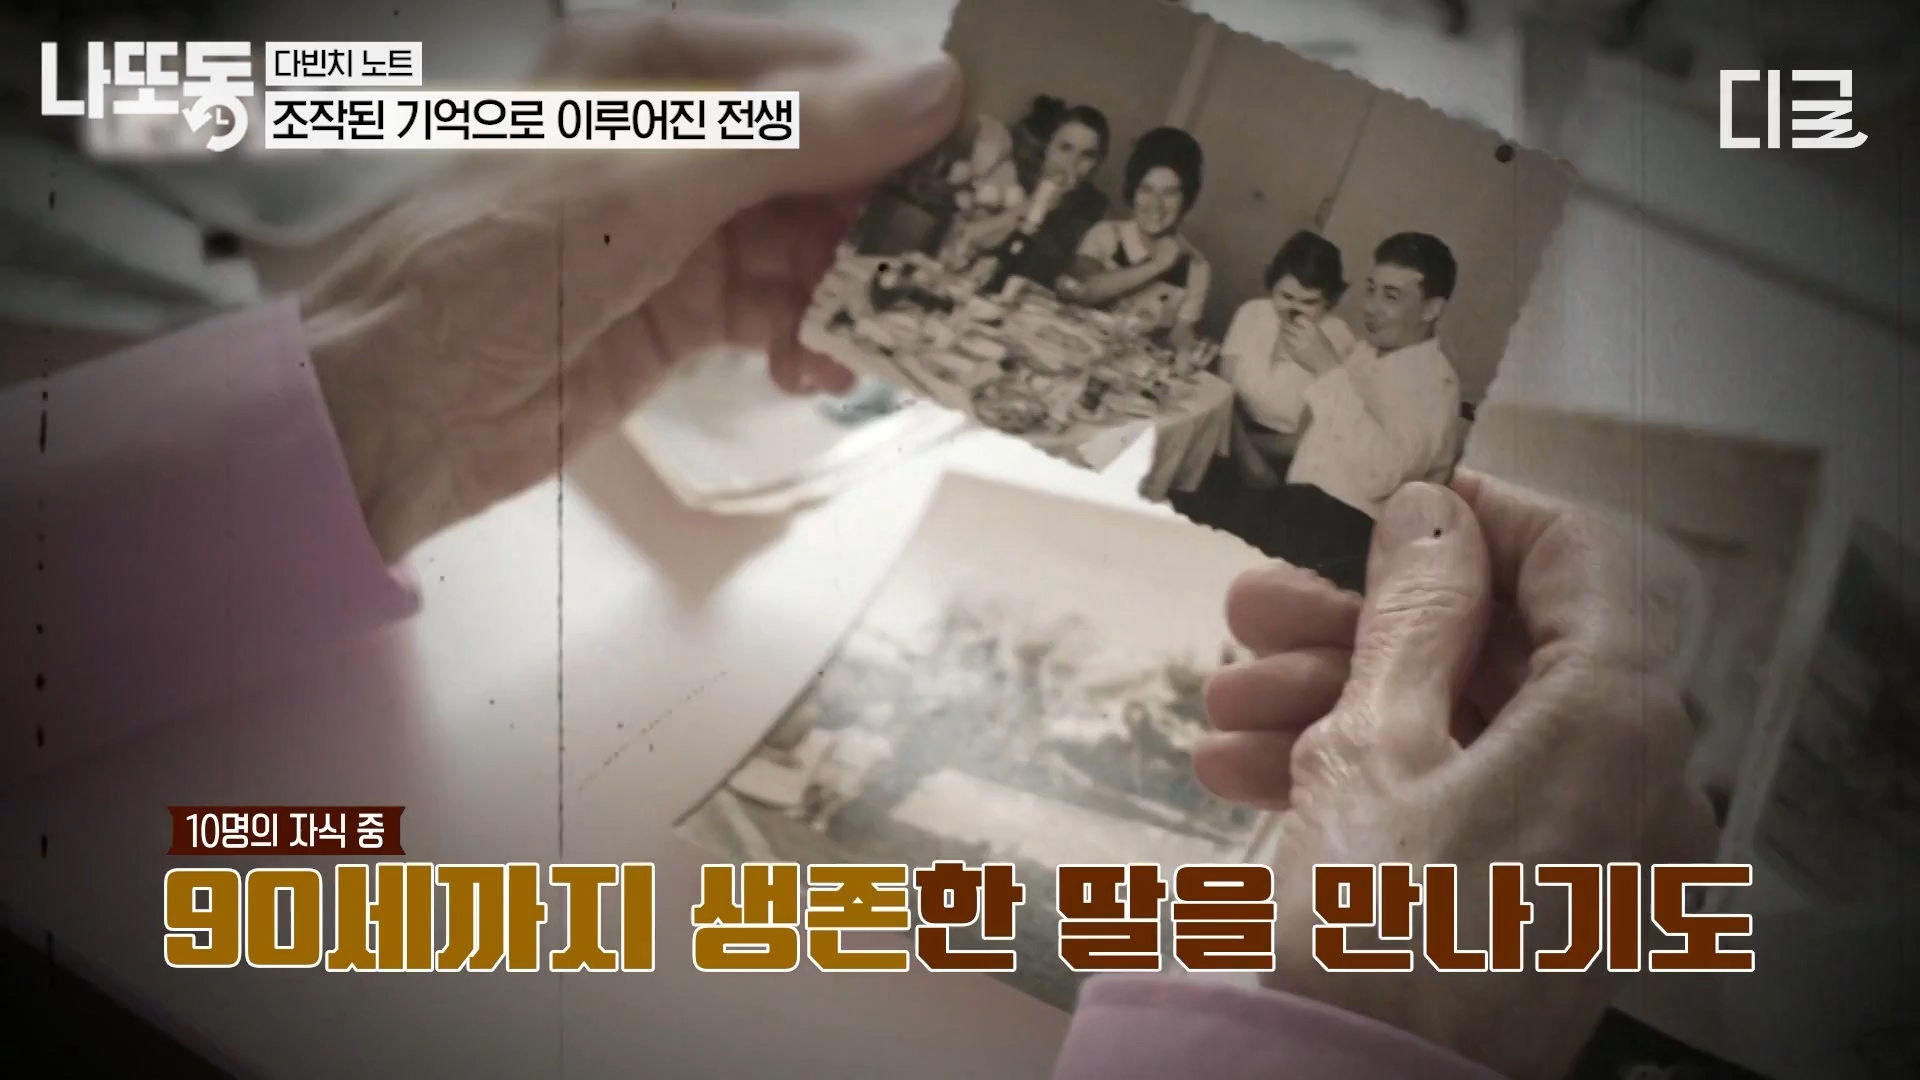 나또동
다빈치 노트
조작된 기억으로 이루어진 전생
디글
10명의 자식 중
90세까지 생존한 딸을 만나기도